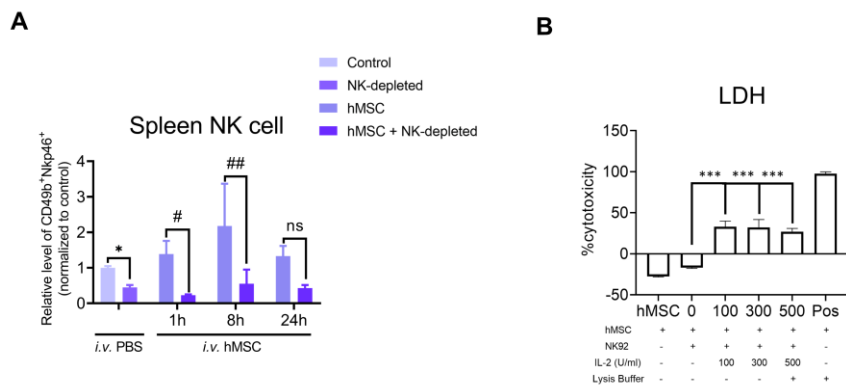 A
Control
NK-depleted
hMSC
hMSC + NK-depleted
Spleen NK cell
Relative level of CD49b⁺Nkp46⁺
(normalized to control)
4
3
2
1
0
*
#
##
ns
1h 8h 24h
i.v. PBS i.v. hMSC
B
LDH
%cytotoxicity
150
100
50
0
-50
*** *** ***
hMSC 0 100 300 500 Pos
hMSC + + + + + +
NK92 - + + + + -
IL-2 (U/ml) - - 100 300 500 -
Lysis Buffer - - - - + +